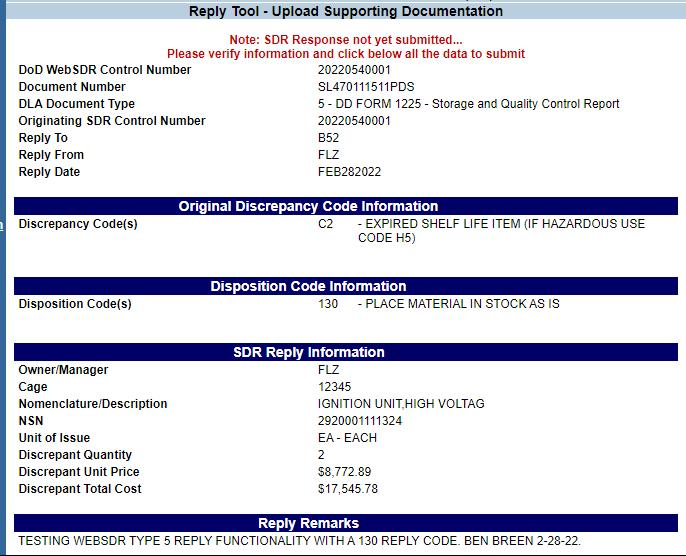 Reply Tool - Upload Supporting Documentation
Note: SDR Response not yet submitted...
Please verify information and click below all the data to submit
DoD WebSDR Control Number 20220540001
Document Number SL470111511PDS
DLA Document Type 5 - DD FORM 1225 - Storage and Quality Control Report
Originating SDR Control Number 20220540001
Reply To B52
Reply From FLZ
Reply Date FEB282022
Original Discrepancy Code Information
Discrepancy Code(s) C2 - EXPIRED SHELF LIFE ITEM (IF HAZARDOUS USE
CODE H5)
Disposition Code Information
Disposition Code(s) 130 - PLACE MATERIAL IN STOCK AS IS
SDR Reply Information
Owner/Manager FLZ
Cage 12345
Nomenclature/Description IGNITION UNIT,HIGH VOLTAG
NSN 2920001111324
Unit of Issue EA - EACH
Discrepant Quantity 2
Discrepant Unit Price $8,772.89
Discrepant Total Cost $17,545.78
Reply Remarks
TESTING WEBSDR TYPE 5 REPLY FUNCTIONALITY WITH A 130 REPLY CODE. BEN BREEN 2-28-22.